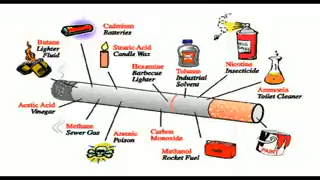 Cadmium
Batteries
Butane
Lighter
Fluid
Stearic Acid
Candle Wax
Hexamine
Barbecue
Lighter
Toluene
Industrial
Solvent
Nicotine
Insecticide
Ammonia
Toilet Cleaner
Acetic Acid
Vinegar
Methane
Sewer Gas
Arsenic
Poison
Carbon
Monoxide
Methanol
Rocket Fuel
PAINT